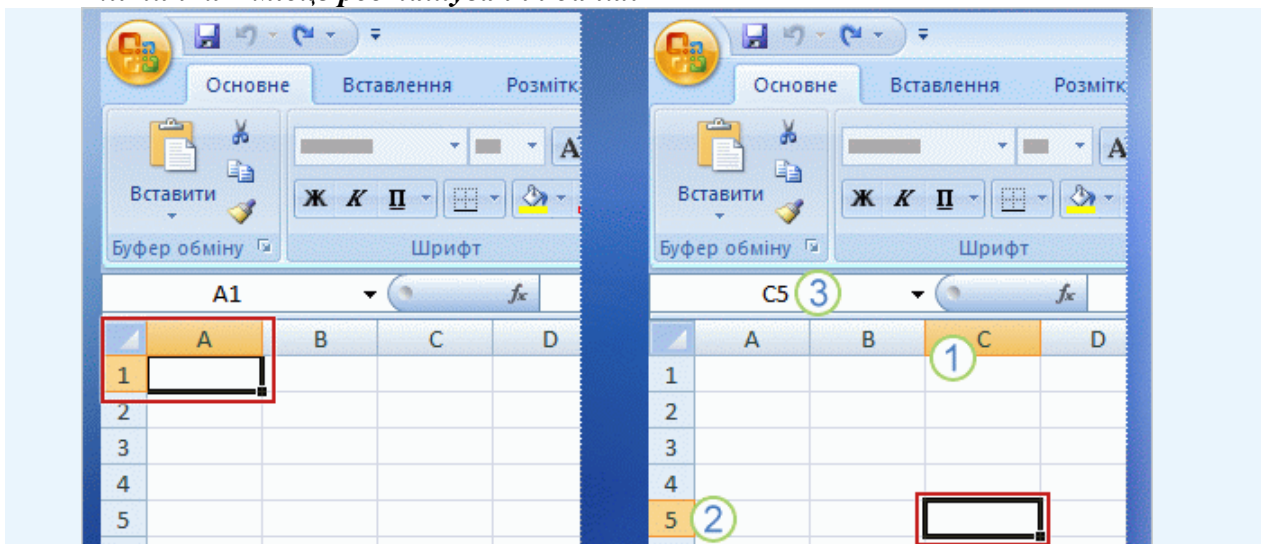 Основне Вставлення Розмітк
Вставити
Ж К П
Буфер обміну Шрифт
A1 fx
A B C D
1
2
3
4
5
Основне Вставлення Розмітк
Вставити
Ж К П
Буфер обміну Шрифт
C5 3 fx
A B 1 C D
1
2
3
4
5 2